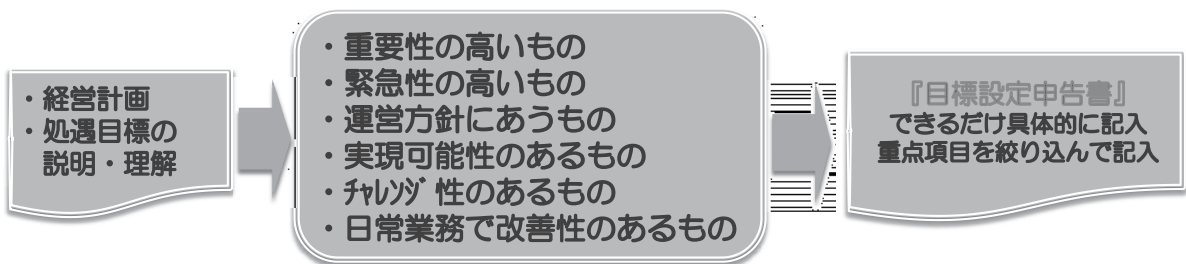 ・経営計画
・処遇目標の
説明・理解
・重要性の高いもの
・緊急性の高いもの
・運営方針にあうもの
・実現可能性のあるもの
・ﾁｬﾚﾝｼﾞ性のあるもの
・日常業務で改善性のあるもの
『目標設定申告書』
できるだけ具体的に記入
重点項目を絞り込んで記入